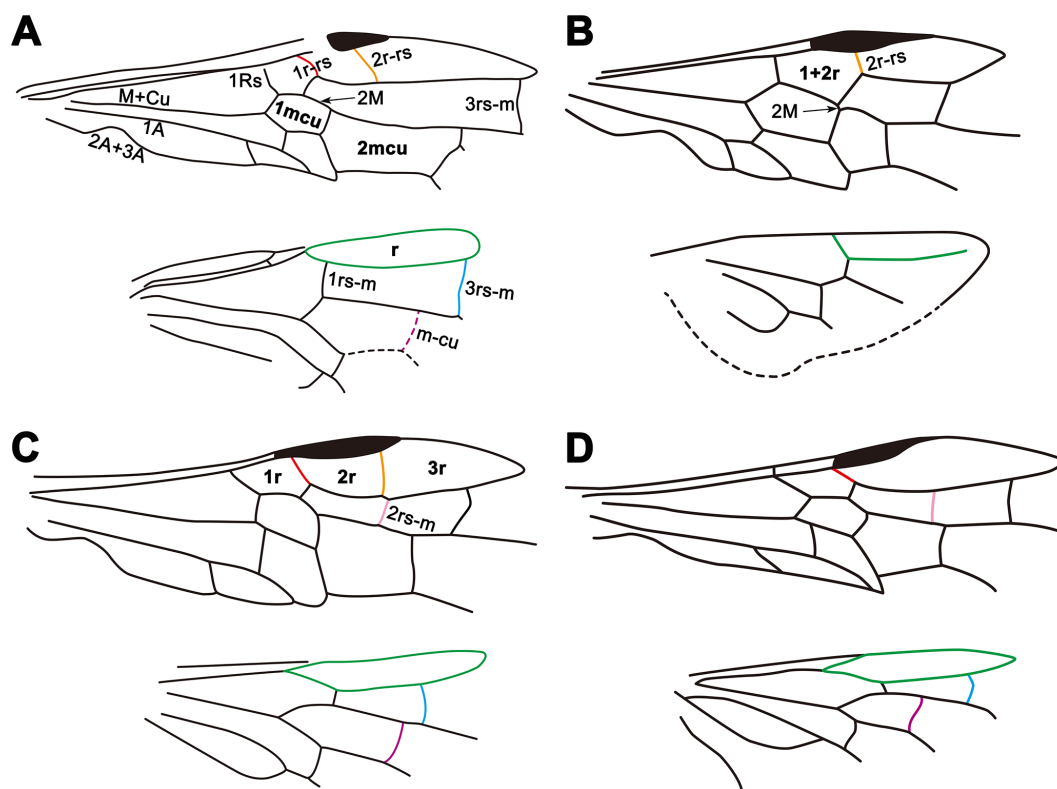 A
1Rs
1r-rs
2r-rs
M+Cu
2M
3rs-m
1mcu
1A
2A+3A
2mcu
r
1rs-m
3rs-m
m-cu
B
1+2r
2r-rs
2M
C
1r
2r
3r
2rs-m
D